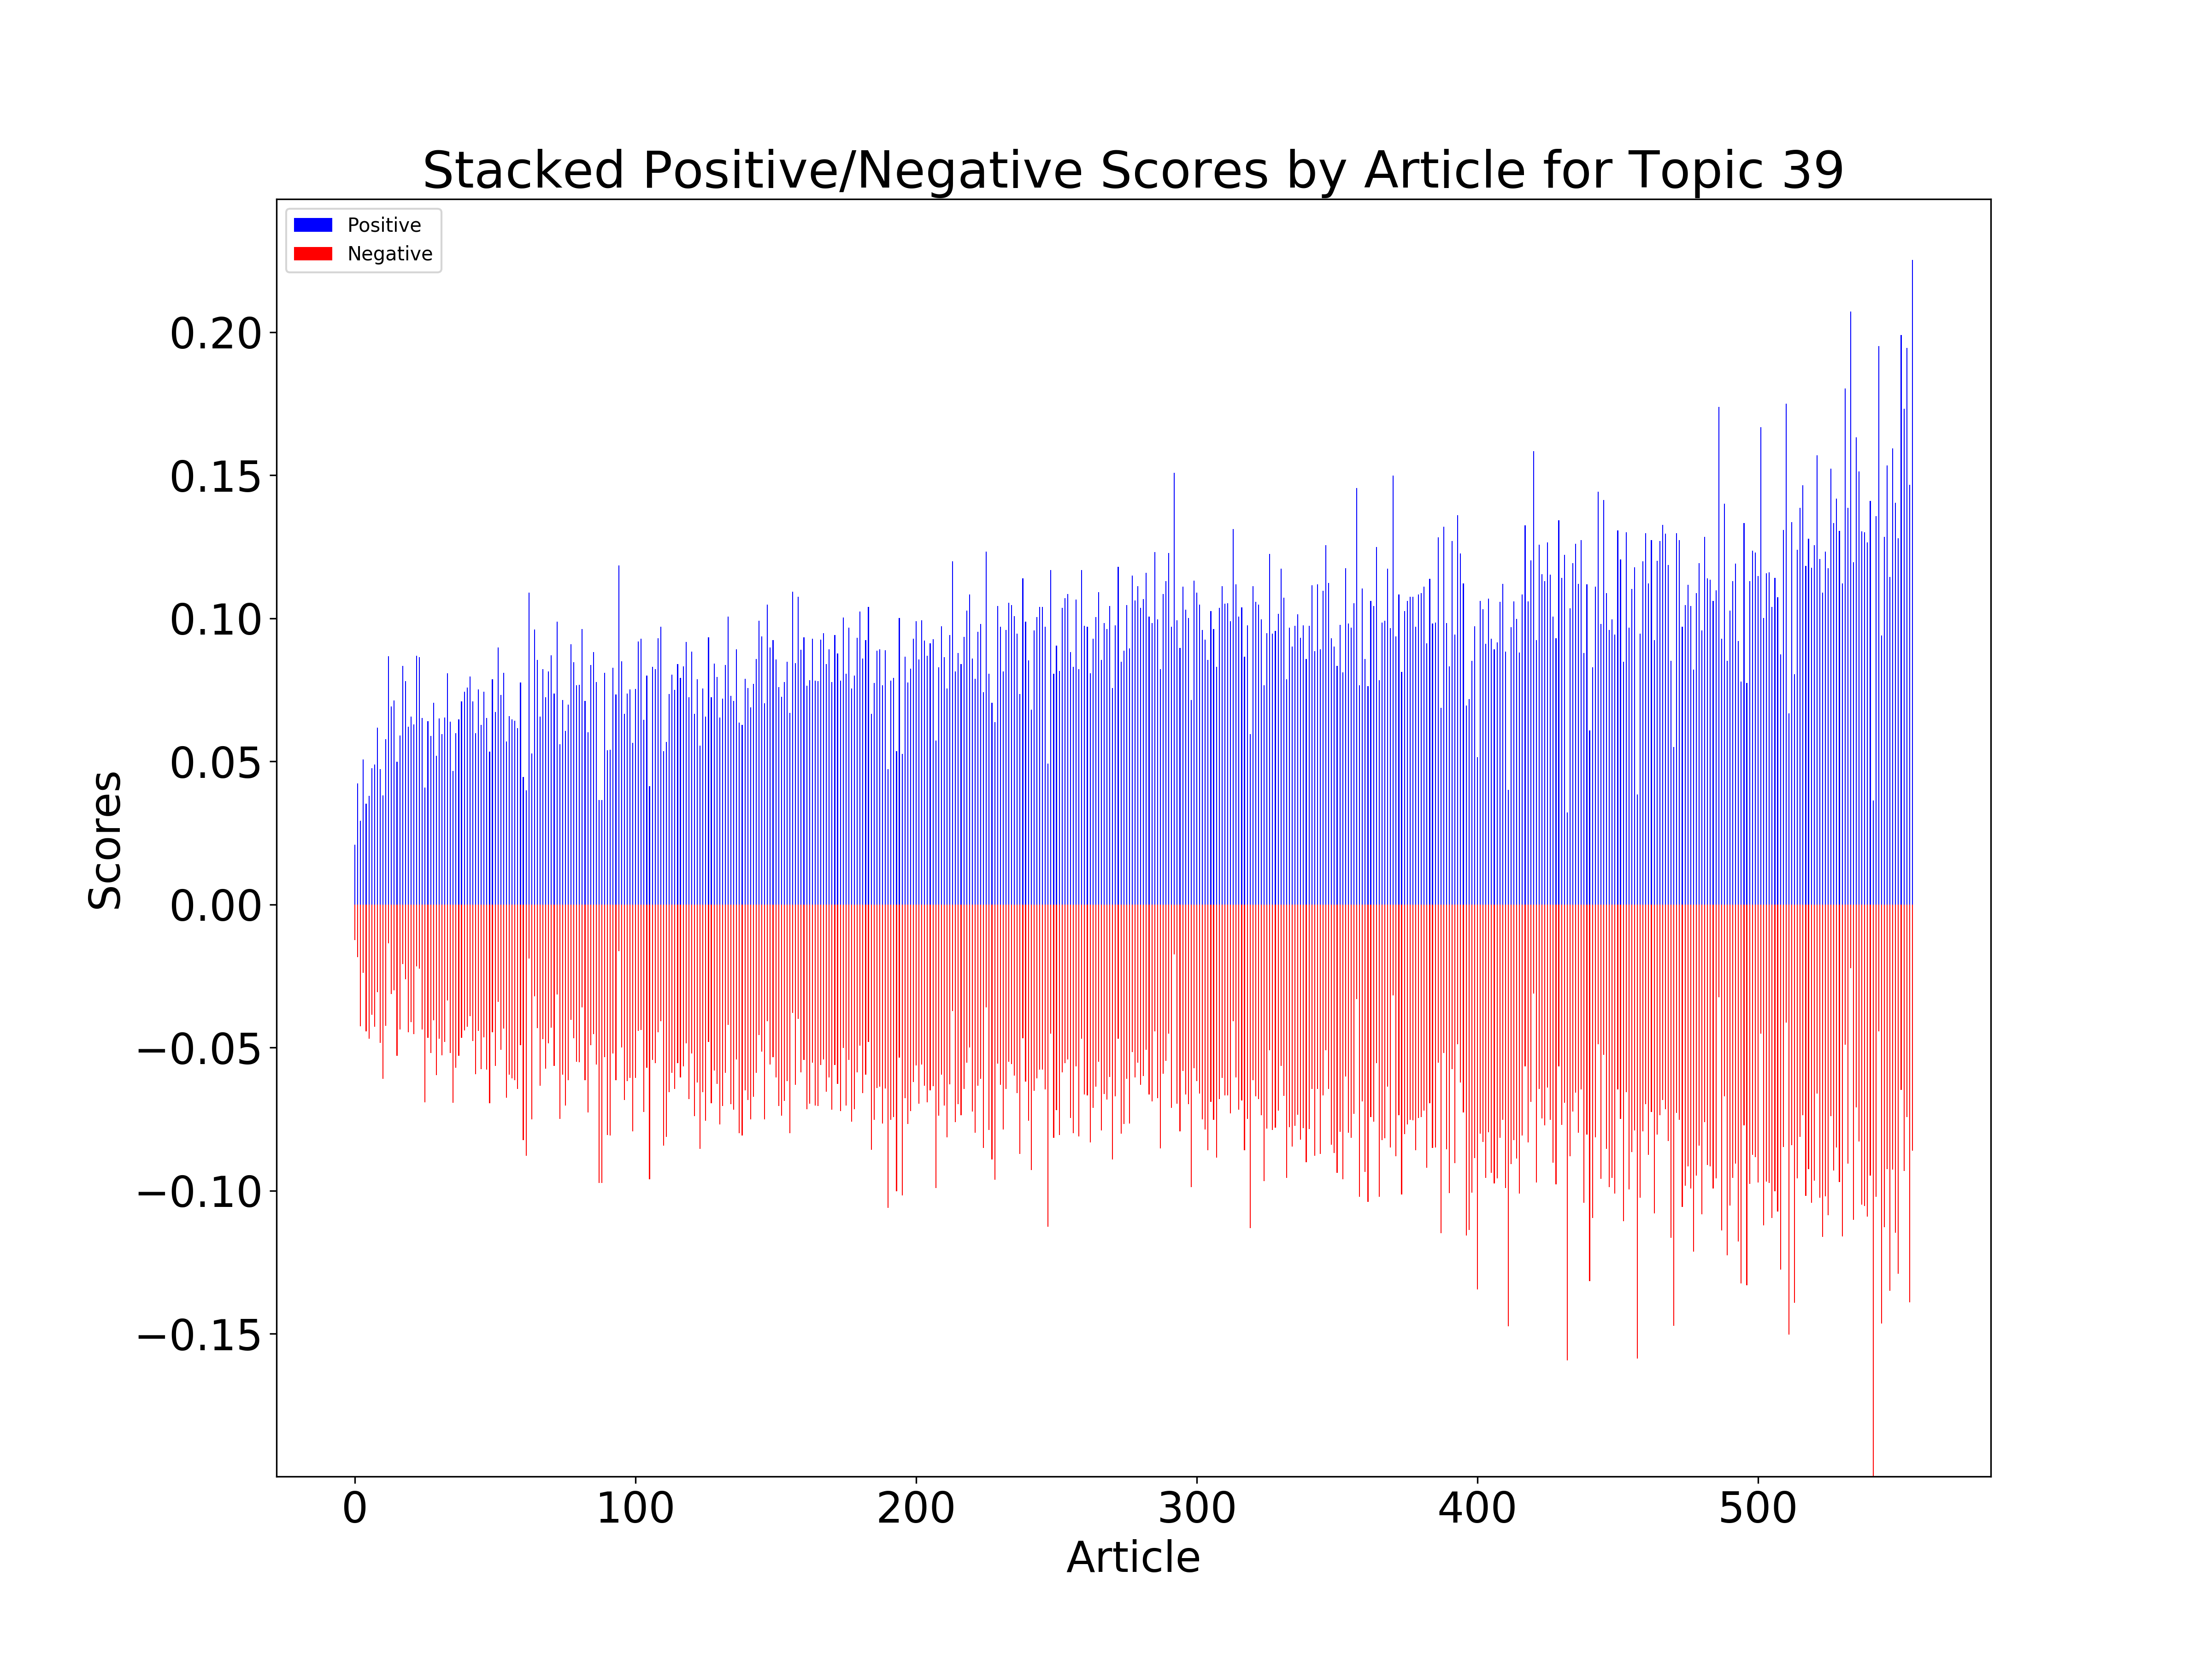 Stacked Positive/Negative Scores by Article for Topic 39
Positive
Negative
0.20
0.15
0.10
0.05
0.00
−0.05
−0.10
−0.15
Scores
0 100 200 300 400 500
Article